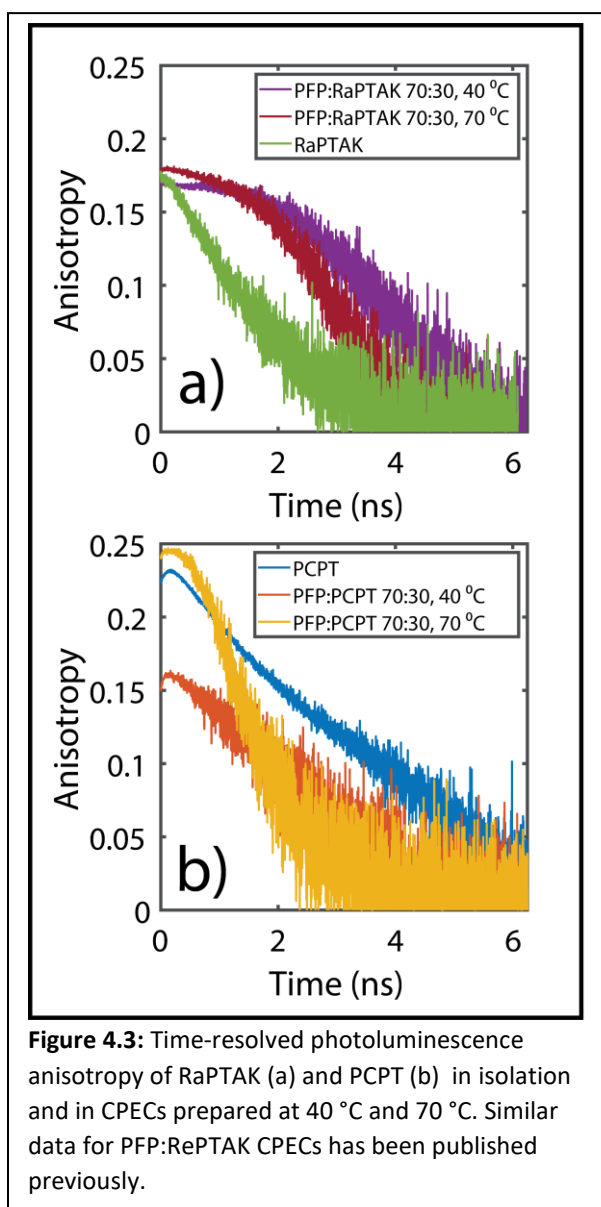 0.25
0.2
0.15
0.1
0.05
0
Anisotropy
PFP:RaPTAK 70:30, 40 ⁰C
PFP:RaPTAK 70:30, 70 ⁰C
RaPTAK
a)
0 2 4 6
Time (ns)
0.25
0.2
0.15
0.1
0.05
0
Anisotropy
PCPT
PFP:PCPT 70:30, 40 ⁰C
PFP:PCPT 70:30, 70 ⁰C
b)
0 2 4 6
Time (ns)
Figure 4.3: Time-resolved photoluminescence
anisotropy of RaPTAK (a) and PCPT (b) in isolation
and in CPECs prepared at 40 °C and 70 °C. Similar
data for PFP:RePTAK CPECs has been published
previously.